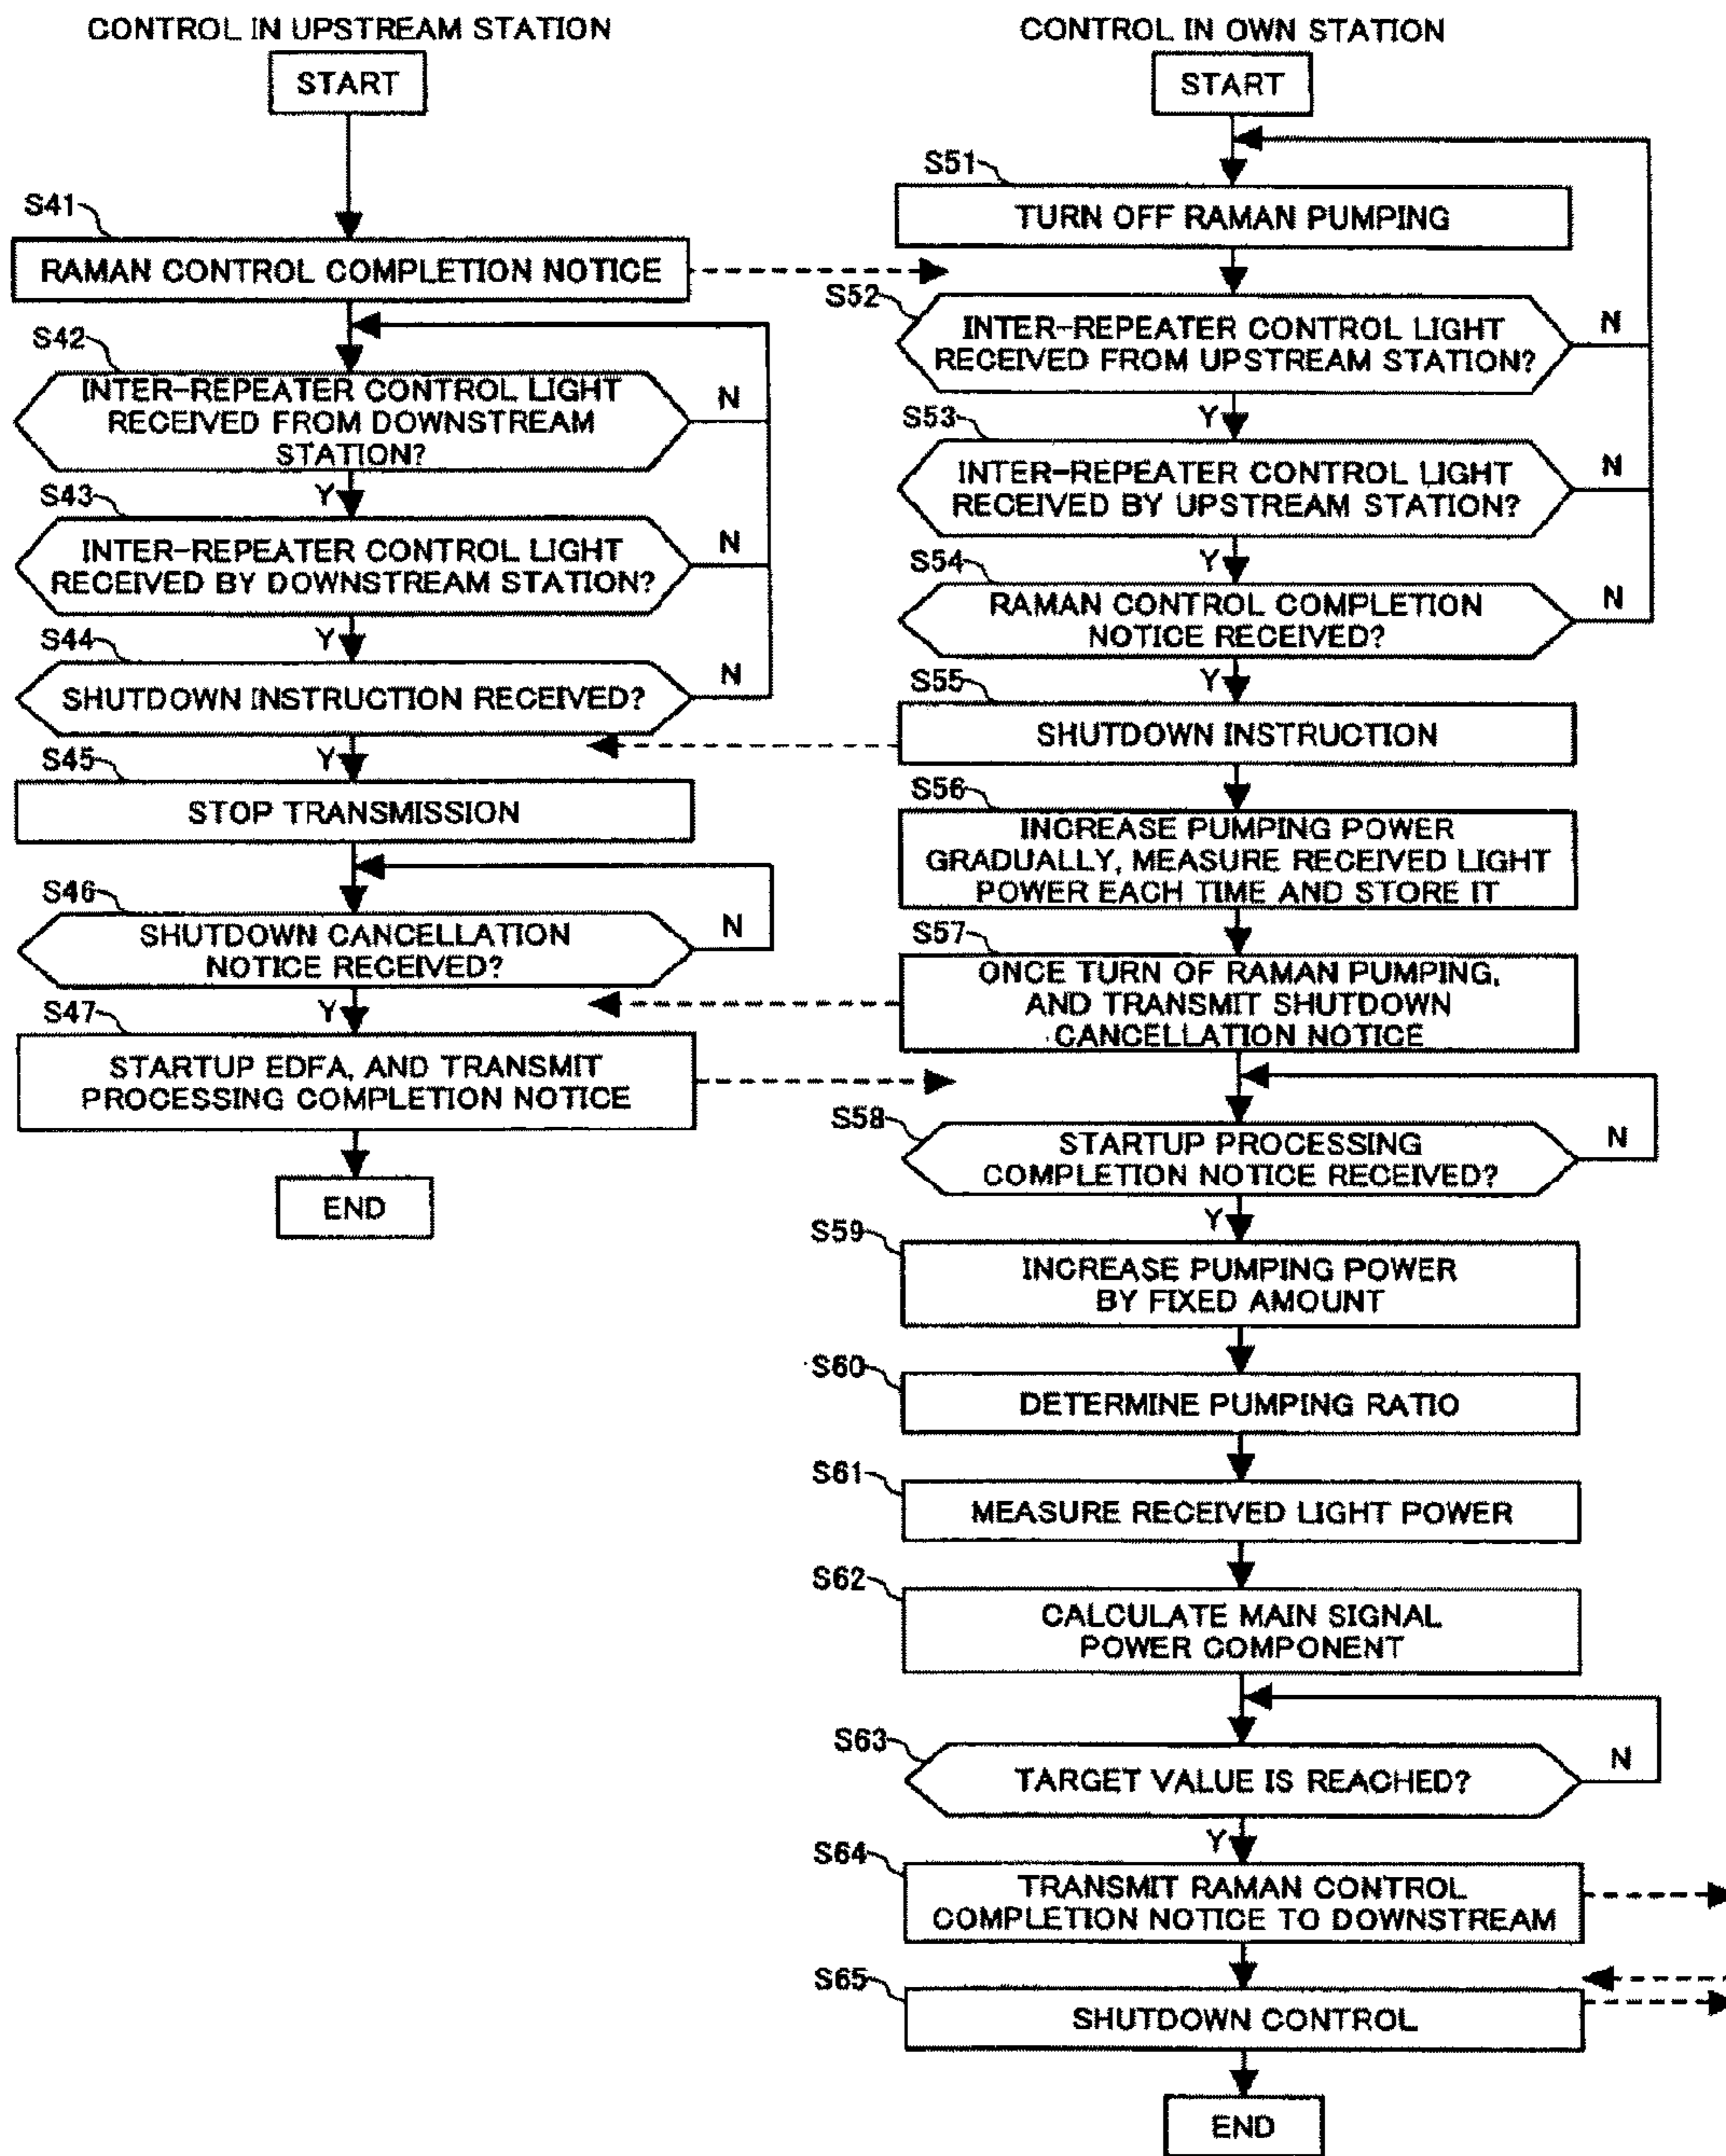 CONTROL IN UPSTREAM STATION
START
S41
RAMAN CONTROL COMPLETION NOTICE
S42
INTER-REPEATER CONTROL LIGHT
RECEIVED FROM DOWNSTREAM
STATION?
N
Y
S43
INTER-REPEATER CONTROL LIGHT
RECEIVED BY DOWNSTREAM STATION?
N
Y
S44
SHUTDOWN INSTRUCTION RECEIVED?
N
Y
S45
STOP TRANSMISSION
S46
SHUTDOWN CANCELLATION
NOTICE RECEIVED?
N
Y
S47
STARTUP EDFA, AND TRANSMIT
PROCESSING COMPLETION NOTICE
END
CONTROL IN OWN STATION
START
S51
TURN OFF RAMAN PUMPING
S52
INTER-REPEATER CONTROL LIGHT
RECEIVED FROM UPSTREAM STATION?
N
Y
S53
INTER-REPEATER CONTROL LIGHT
RECEIVED BY UPSTREAM STATION?
N
Y
S54
RAMAN CONTROL COMPLETION
NOTICE RECEIVED?
N
Y
S55
SHUTDOWN INSTRUCTION
S56
INCREASE PUMPING POWER
GRADUALLY, MEASURE RECEIVED LIGHT
POWER EACH TIME AND STORE IT
S57
ONCE TURN OF RAMAN PUMPING,
AND TRANSMIT SHUTDOWN
CANCELLATION NOTICE
S58
STARTUP PROCESSING
COMPLETION NOTICE RECEIVED?
N
Y
S59
INCREASE PUMPING POWER
BY FIXED AMOUNT
S60
DETERMINE PUMPING RATIO
S61
MEASURE RECEIVED LIGHT POWER
S62
CALCULATE MAIN SIGNAL
POWER COMPONENT
S63
TARGET VALUE IS REACHED?
N
Y
S64
TRANSMIT RAMAN CONTROL
COMPLETION NOTICE TO DOWNSTREAM
S65
SHUTDOWN CONTROL
END